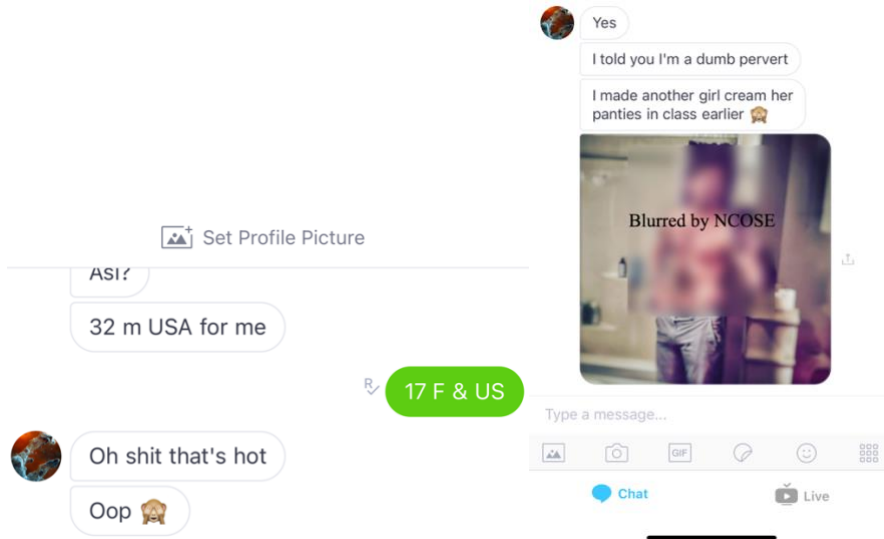 Asl?
32 m USA for me
17 F & US
Oh shit that's hot
Oop
Set Profile Picture
Yes
I told you I'm a dumb pervert
I made another girl cream her
panties in class earlier
Blurred by NCOSE
Type a message...
GIF
Chat
Live
R